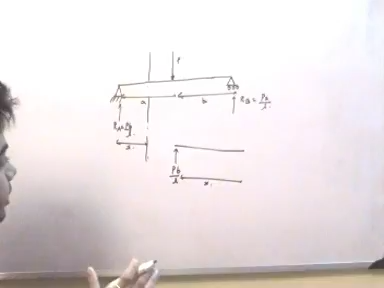 P
a
b
R_B = Pa/l
R_A = Pb/l
x
Pb/l
x